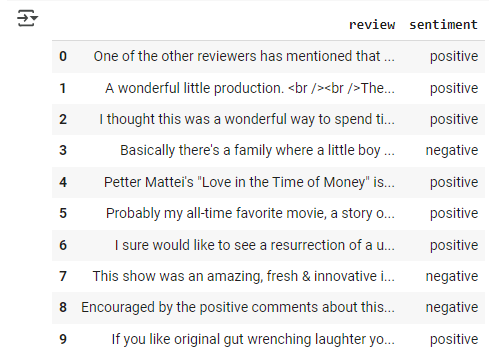 review sentiment
0 One of the other reviewers has mentioned that ... positive
1 A wonderful little production. <br /><br />The... positive
2 I thought this was a wonderful way to spend ti... positive
3 Basically there's a family where a little boy ... negative
4 Petter Mattei's "Love in the Time of Money" is... positive
5 Probably my all-time favorite movie, a story o... positive
6 I sure would like to see a resurrection of a u... positive
7 This show was an amazing, fresh & innovative i... negative
8 Encouraged by the positive comments about this... negative
9 If you like original gut wrenching laughter yo... positive